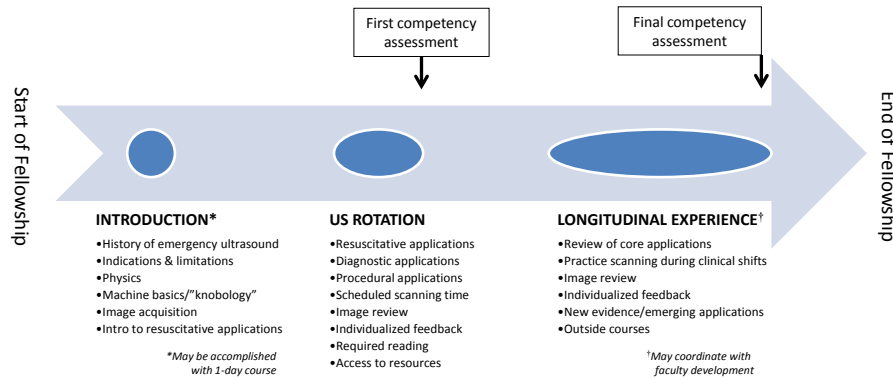 First competency
assessment
Final competency
assessment
Start of Fellowship
End of Fellowship
INTRODUCTION*
•History of emergency ultrasound
•Indications & limitations
•Physics
•Machine basics/”knobology”
•Image acquisition
•Intro to resuscitative applications
*May be accomplished
with 1-day course
US ROTATION
•Resuscitative applications
•Diagnostic applications
•Procedural applications
•Scheduled scanning time
•Image review
•Individualized feedback
•Required reading
•Access to resources
LONGITUDINAL EXPERIENCE†
•Review of core applications
•Practice scanning during clinical shifts
•Image review
•Individualized feedback
•New evidence/emerging applications
•Outside courses
†May coordinate with
faculty development